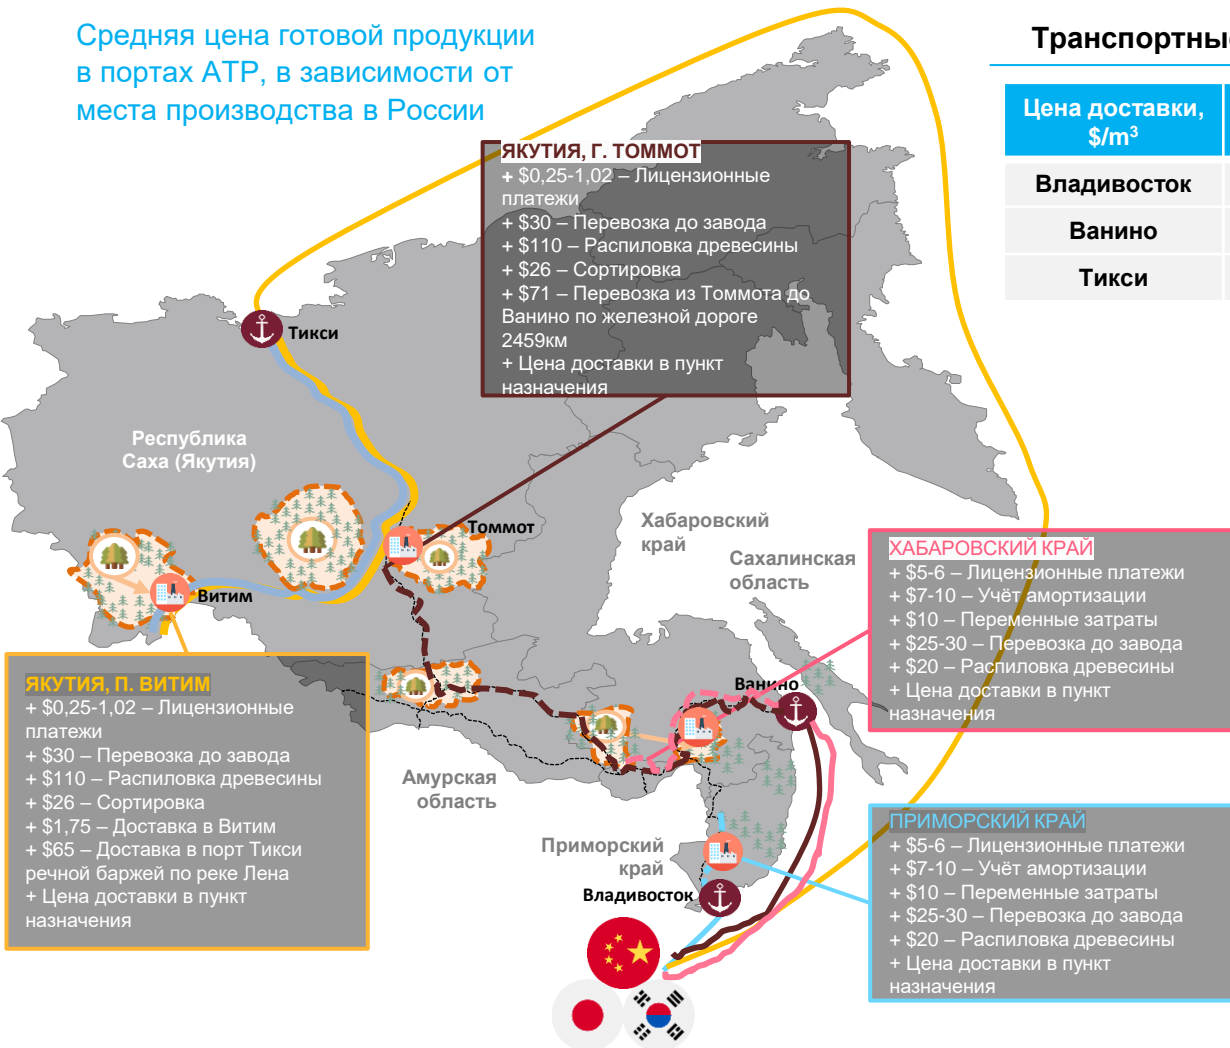 Средняя цена готовой продукции
в портах АТР, в зависимости от
места производства в России
Транспортные
Цена доставки,
$/m³
Владивосток
Ванино
Тикси
ЯКУТИЯ, Г. ТОММОТ
+ $0,25-1,02 – Лицензионные
платежи
+ $30 – Перевозка до завода
+ $110 – Распиловка древесины
+ $26 – Сортировка
+ $71 – Перевозка из Томмота до
Ванино по железной дороге
2459км
+ Цена доставки в пункт
назначения
Тикси
Республика
Саха (Якутия)
Томмот
Витим
Хабаровский
край
Сахалинская
область
ХАБАРОВСКИЙ КРАЙ
+ $5-6 – Лицензионные платежи
+ $7-10 – Учёт амортизации
+ $10 – Переменные затраты
+ $25-30 – Перевозка до завода
+ $20 – Распиловка древесины
+ Цена доставки в пункт
назначения
ЯКУТИЯ, П. ВИТИМ
+ $0,25-1,02 – Лицензионные
платежи
+ $30 – Перевозка до завода
+ $110 – Распиловка древесины
+ $26 – Сортировка
+ $1,75 – Доставка в Витим
+ $65 – Доставка в порт Тикси
речной баржей по реке Лена
+ Цена доставки в пункт
назначения
Ванино
Амурская
область
Приморский
край
Владивосток
ПРИМОРСКИЙ КРАЙ
+ $5-6 – Лицензионные платежи
+ $7-10 – Учёт амортизации
+ $10 – Переменные затраты
+ $25-30 – Перевозка до завода
+ $20 – Распиловка древесины
+ Цена доставки в пункт
назначения